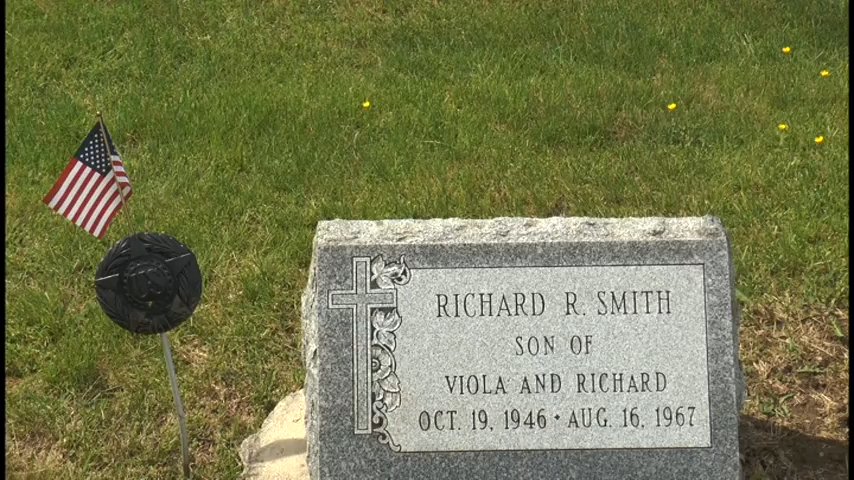 RICHARD R. SMITH
SON OF
VIOLA AND RICHARD
OCT. 19, 1946 • AUG. 16, 1967